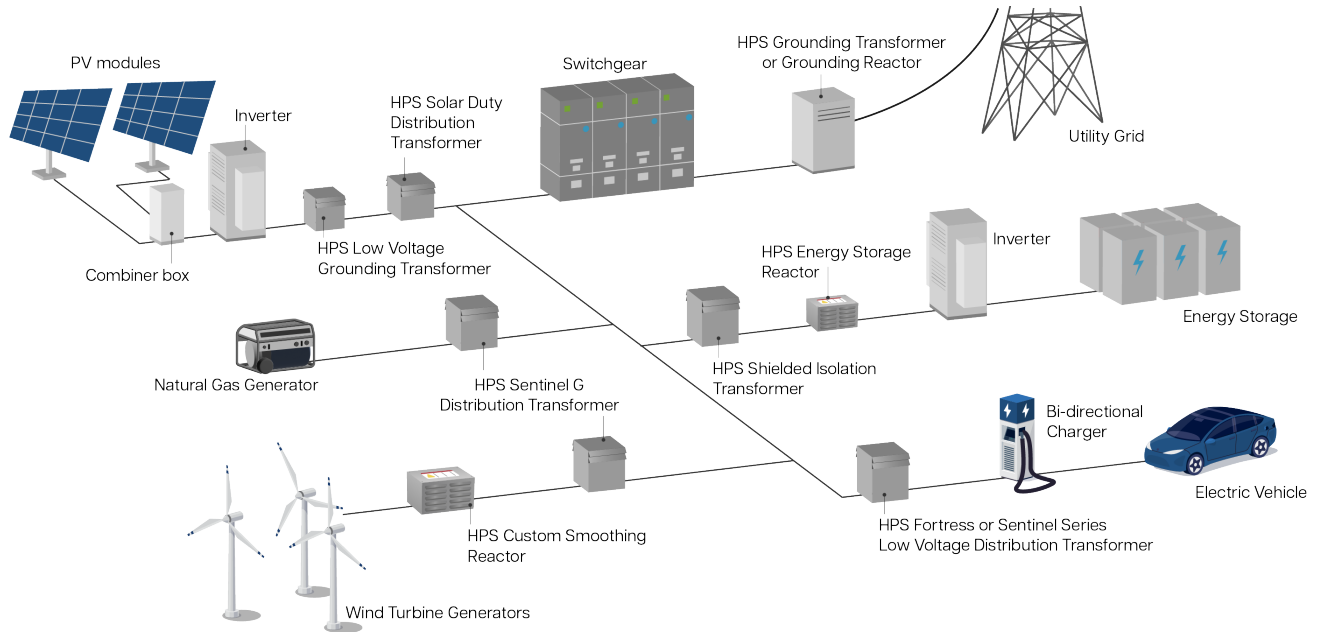 PV modules
Inverter
HPS Solar Duty
Distribution
Transformer
Switchgear
HPS Grounding Transformer
or Grounding Reactor
Utility Grid
Combiner box
HPS Low Voltage
Grounding Transformer
HPS Energy Storage
Reactor
Inverter
Energy Storage
Natural Gas Generator
HPS Sentinel G
Distribution Transformer
HPS Shielded Isolation
Transformer
Bi-directional
Charger
Electric Vehicle
HPS Custom Smoothing
Reactor
HPS Fortress or Sentinel Series
Low Voltage Distribution Transformer
Wind Turbine Generators